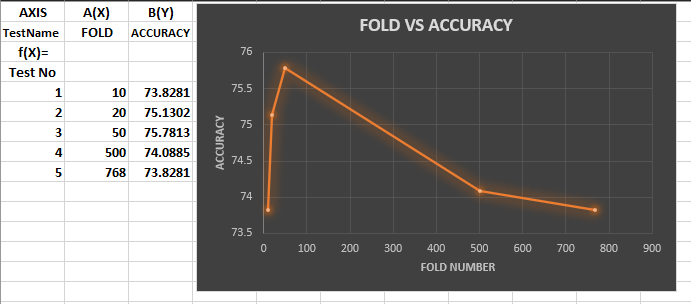 AXIS A(X) B(Y)
TestName FOLD ACCURACY
f(X)=
Test No
1 10 73.8281
2 20 75.1302
3 50 75.7813
4 500 74.0885
5 768 73.8281
FOLD VS ACCURACY
76
75.5
75
74.5
74
73.5
ACCURACY
0 100 200 300 400 500 600 700 800 900
FOLD NUMBER